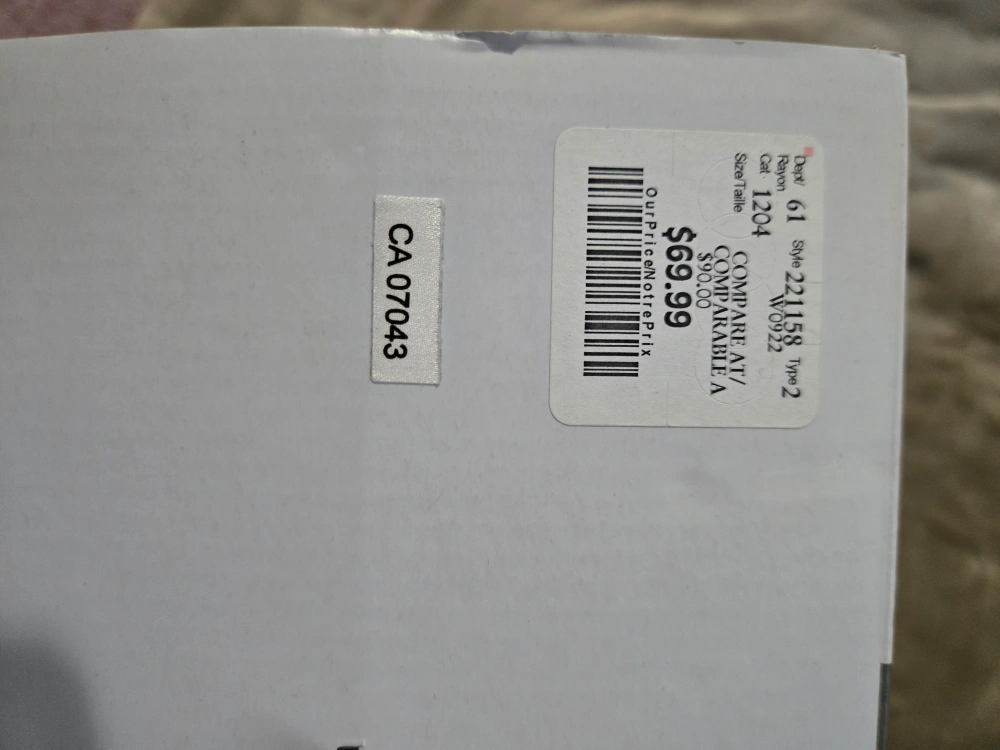 Dept/ Rayon 61 Style 221158 Type 2
Cat 1204 W0922
Size/Taille
COMPARE AT/
COMPARABLE A
$90.00
$69.99
OurPrice/NotrePrix
CA 07043